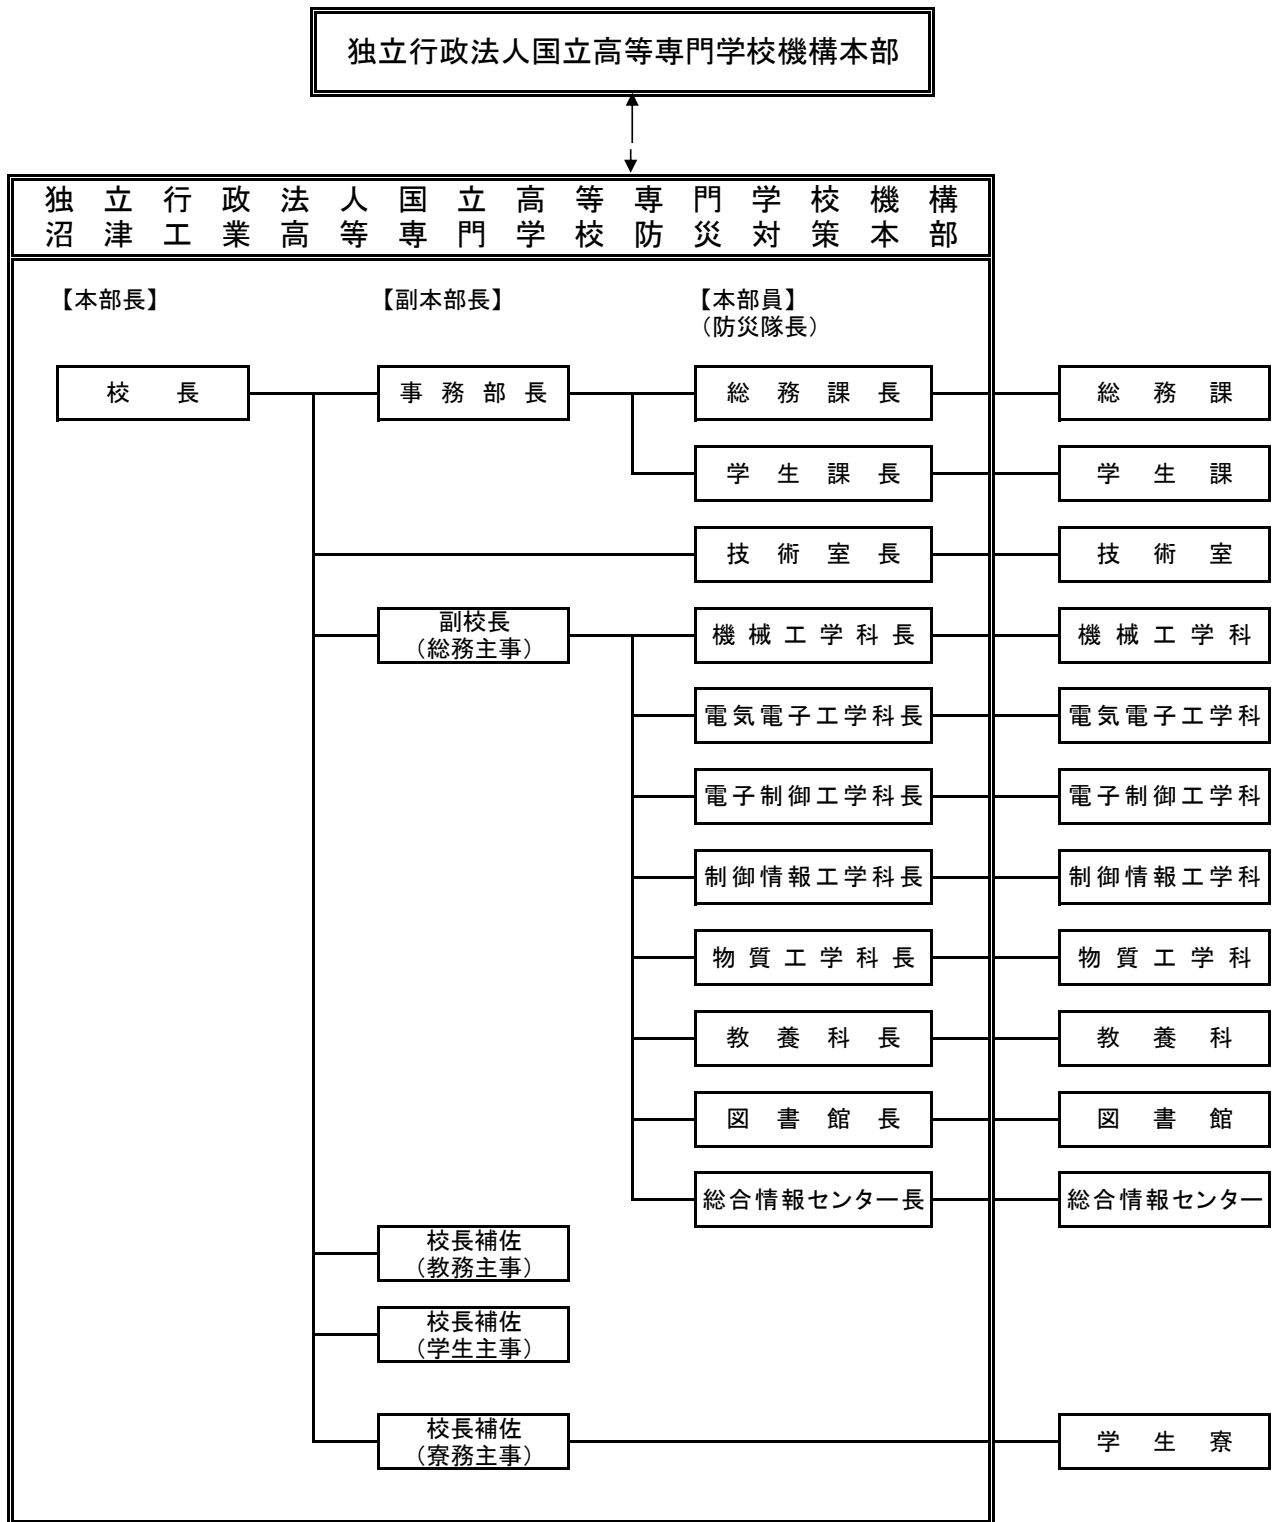 独立行政法人国立高等専門学校機構本部
独立行政法人国立高等専門学校機構
沼津工業高等専門学校防災対策本部
【本部長】 【副本部長】 【本部員】
（防災隊長）
校長 事務部長 総務課長 総務課
学生課長 学生課
技術室長 技術室
副校長
（総務主事）
機械工学科長 機械工学科
電気電子工学科長 電気電子工学科
電子制御工学科長 電子制御工学科
制御情報工学科長 制御情報工学科
物質工学科長 物質工学科
教養科長 教養科
図書館長 図書館
総合情報センター長 総合情報センター
校長補佐
（教務主事）
校長補佐
（学生主事）
校長補佐
（寮務主事）
学生寮